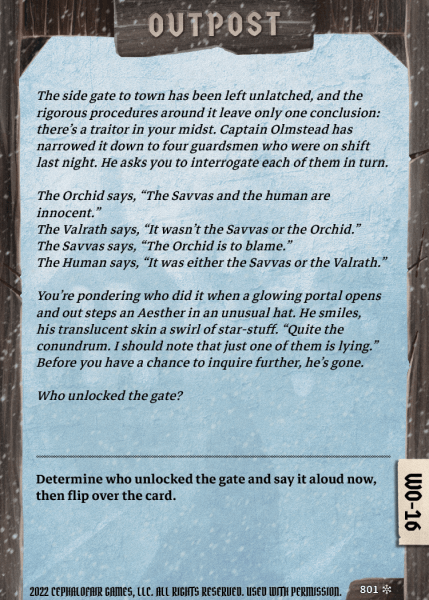 OUTPOST
The side gate to town has been left unlatched, and the
rigorous procedures around it leave only one conclusion:
there's a traitor in your midst. Captain Olmstead has
narrowed it down to four guardsmen who were on shift
last night. He asks you to interrogate each of them in turn.
The Orchid says, “The Savvas and the human are
innocent.”
The Valrath says, “It wasn't the Savvas or the Orchid.”
The Savvas says, “The Orchid is to blame.”
The Human says, “It was either the Savvas or the Valrath.”
You're pondering who did it when a glowing portal opens
and out steps an Aesther in an unusual hat. He smiles,
his translucent skin a swirl of star-stuff. “Quite the
conundrum. I should note that just one of them is lying.”
Before you have a chance to inquire further, he's gone.
Who unlocked the gate?
Determine who unlocked the gate and say it aloud now,
then flip over the card.
WO-16
2022 CEPHALOFAIR GAMES, LLC. ALL RIGHTS RESERVED. USED WITH PERMISSION.
801